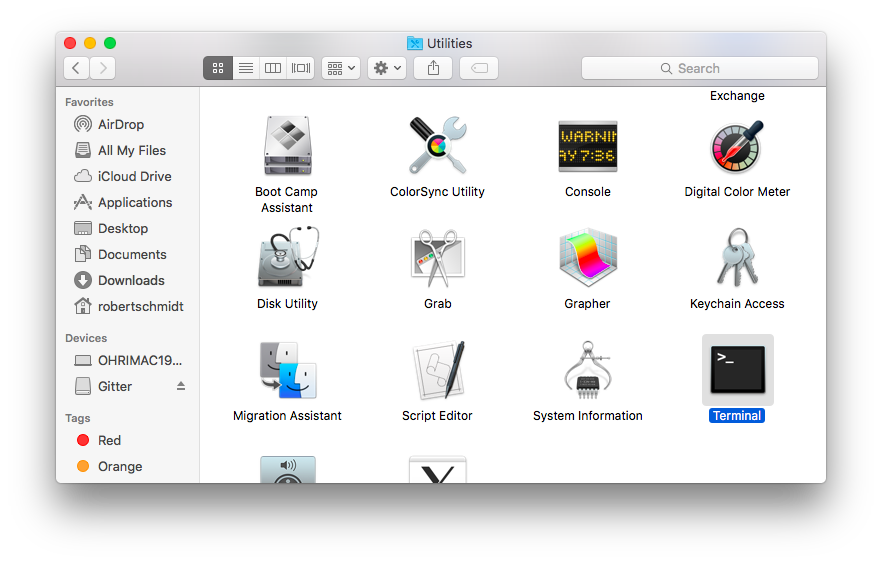 Utilities
Search
Favorites
AirDrop
All My Files
iCloud Drive
Applications
Desktop
Documents
Downloads
robertschmidt
Devices
OHRIMAC19...
Gitter
Tags
Red
Orange
Exchange
WARNIN
AY 7:36
Boot Camp
Assistant
ColorSync Utility
Console
Digital Color Meter
Disk Utility
Grab
Grapher
Keychain Access
>_
Migration Assistant
Script Editor
System Information
Terminal